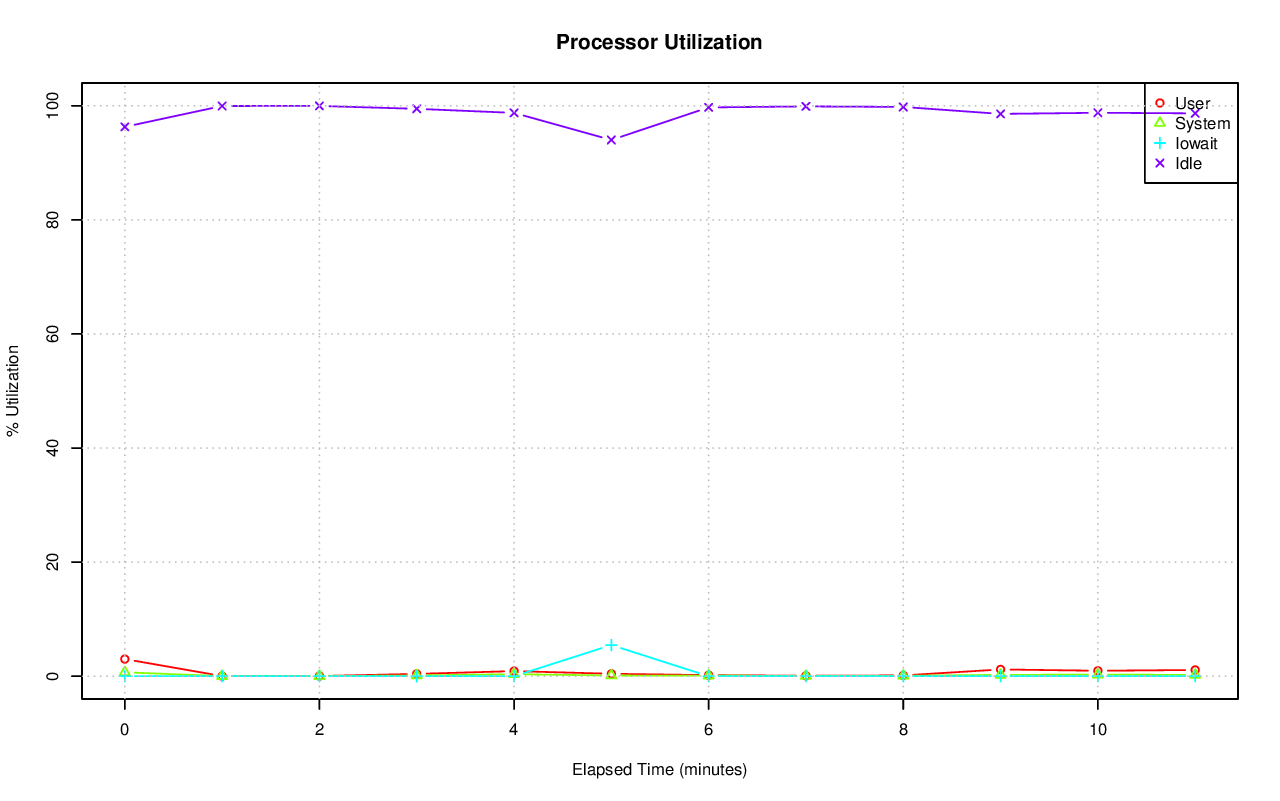 Processor Utilization
100
80
60
40
20
0
% Utilization
User
System
Iowait
Idle
0 2 4 6 8 10
Elapsed Time (minutes)